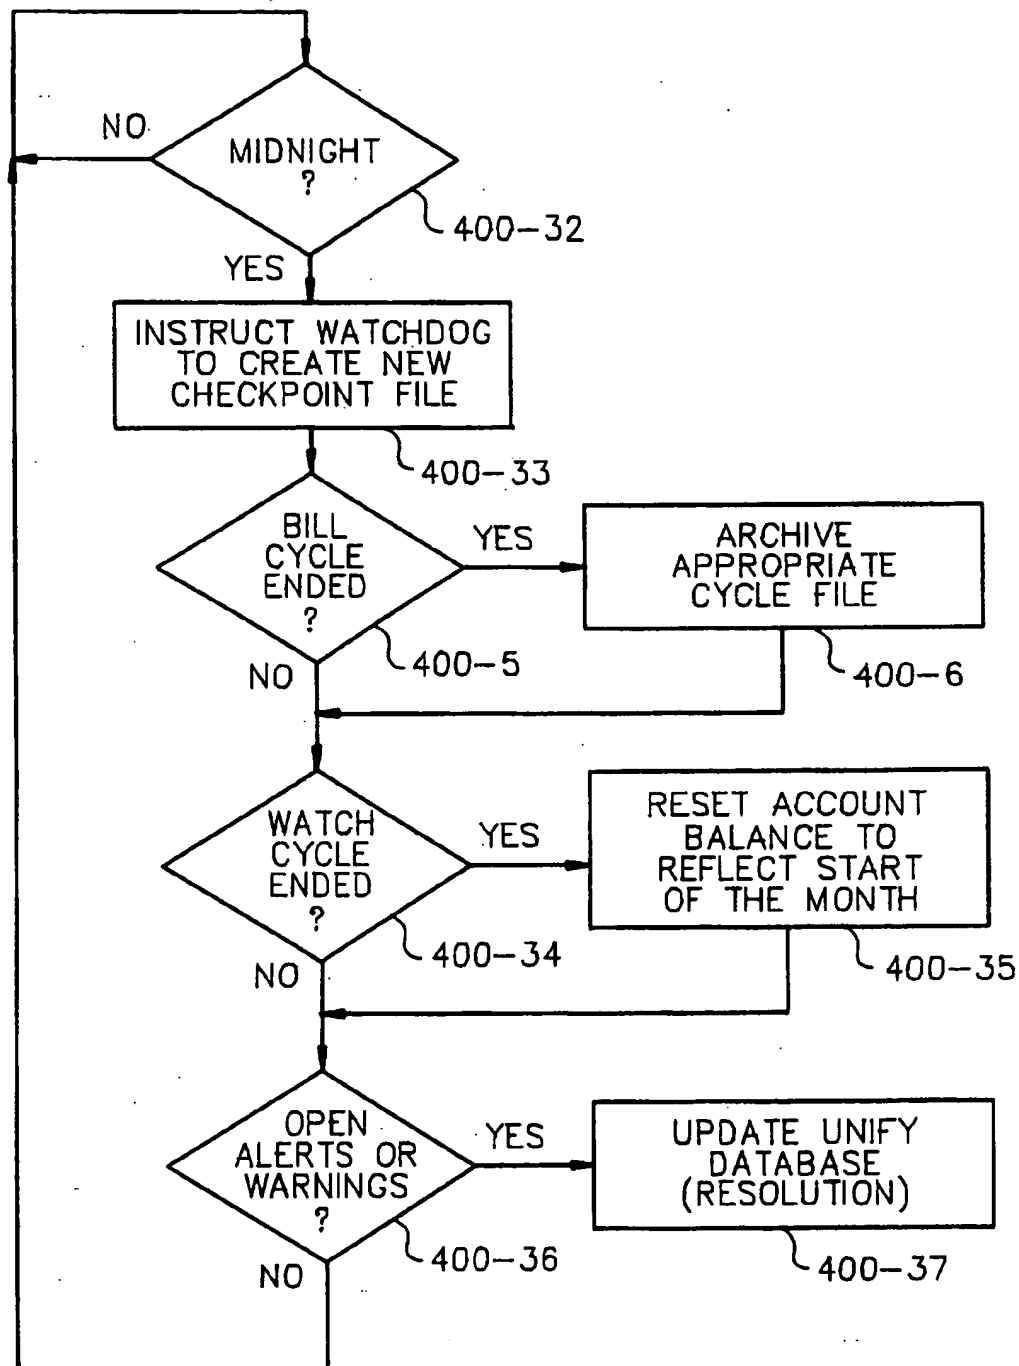 NO
MIDNIGHT
?
400-32
YES
INSTRUCT WATCHDOG
TO CREATE NEW
CHECKPOINT FILE
400-33
BILL
CYCLE
ENDED
?
YES
400-5
NO
ARCHIVE
APPROPRIATE
CYCLE FILE
400-6
WATCH
CYCLE
ENDED
?
YES
400-34
NO
RESET ACCOUNT
BALANCE TO
REFLECT START
OF THE MONTH
400-35
OPEN
ALERTS OR
WARNINGS
?
YES
400-36
NO
UPDATE UNIFY
DATABASE
(RESOLUTION)
400-37